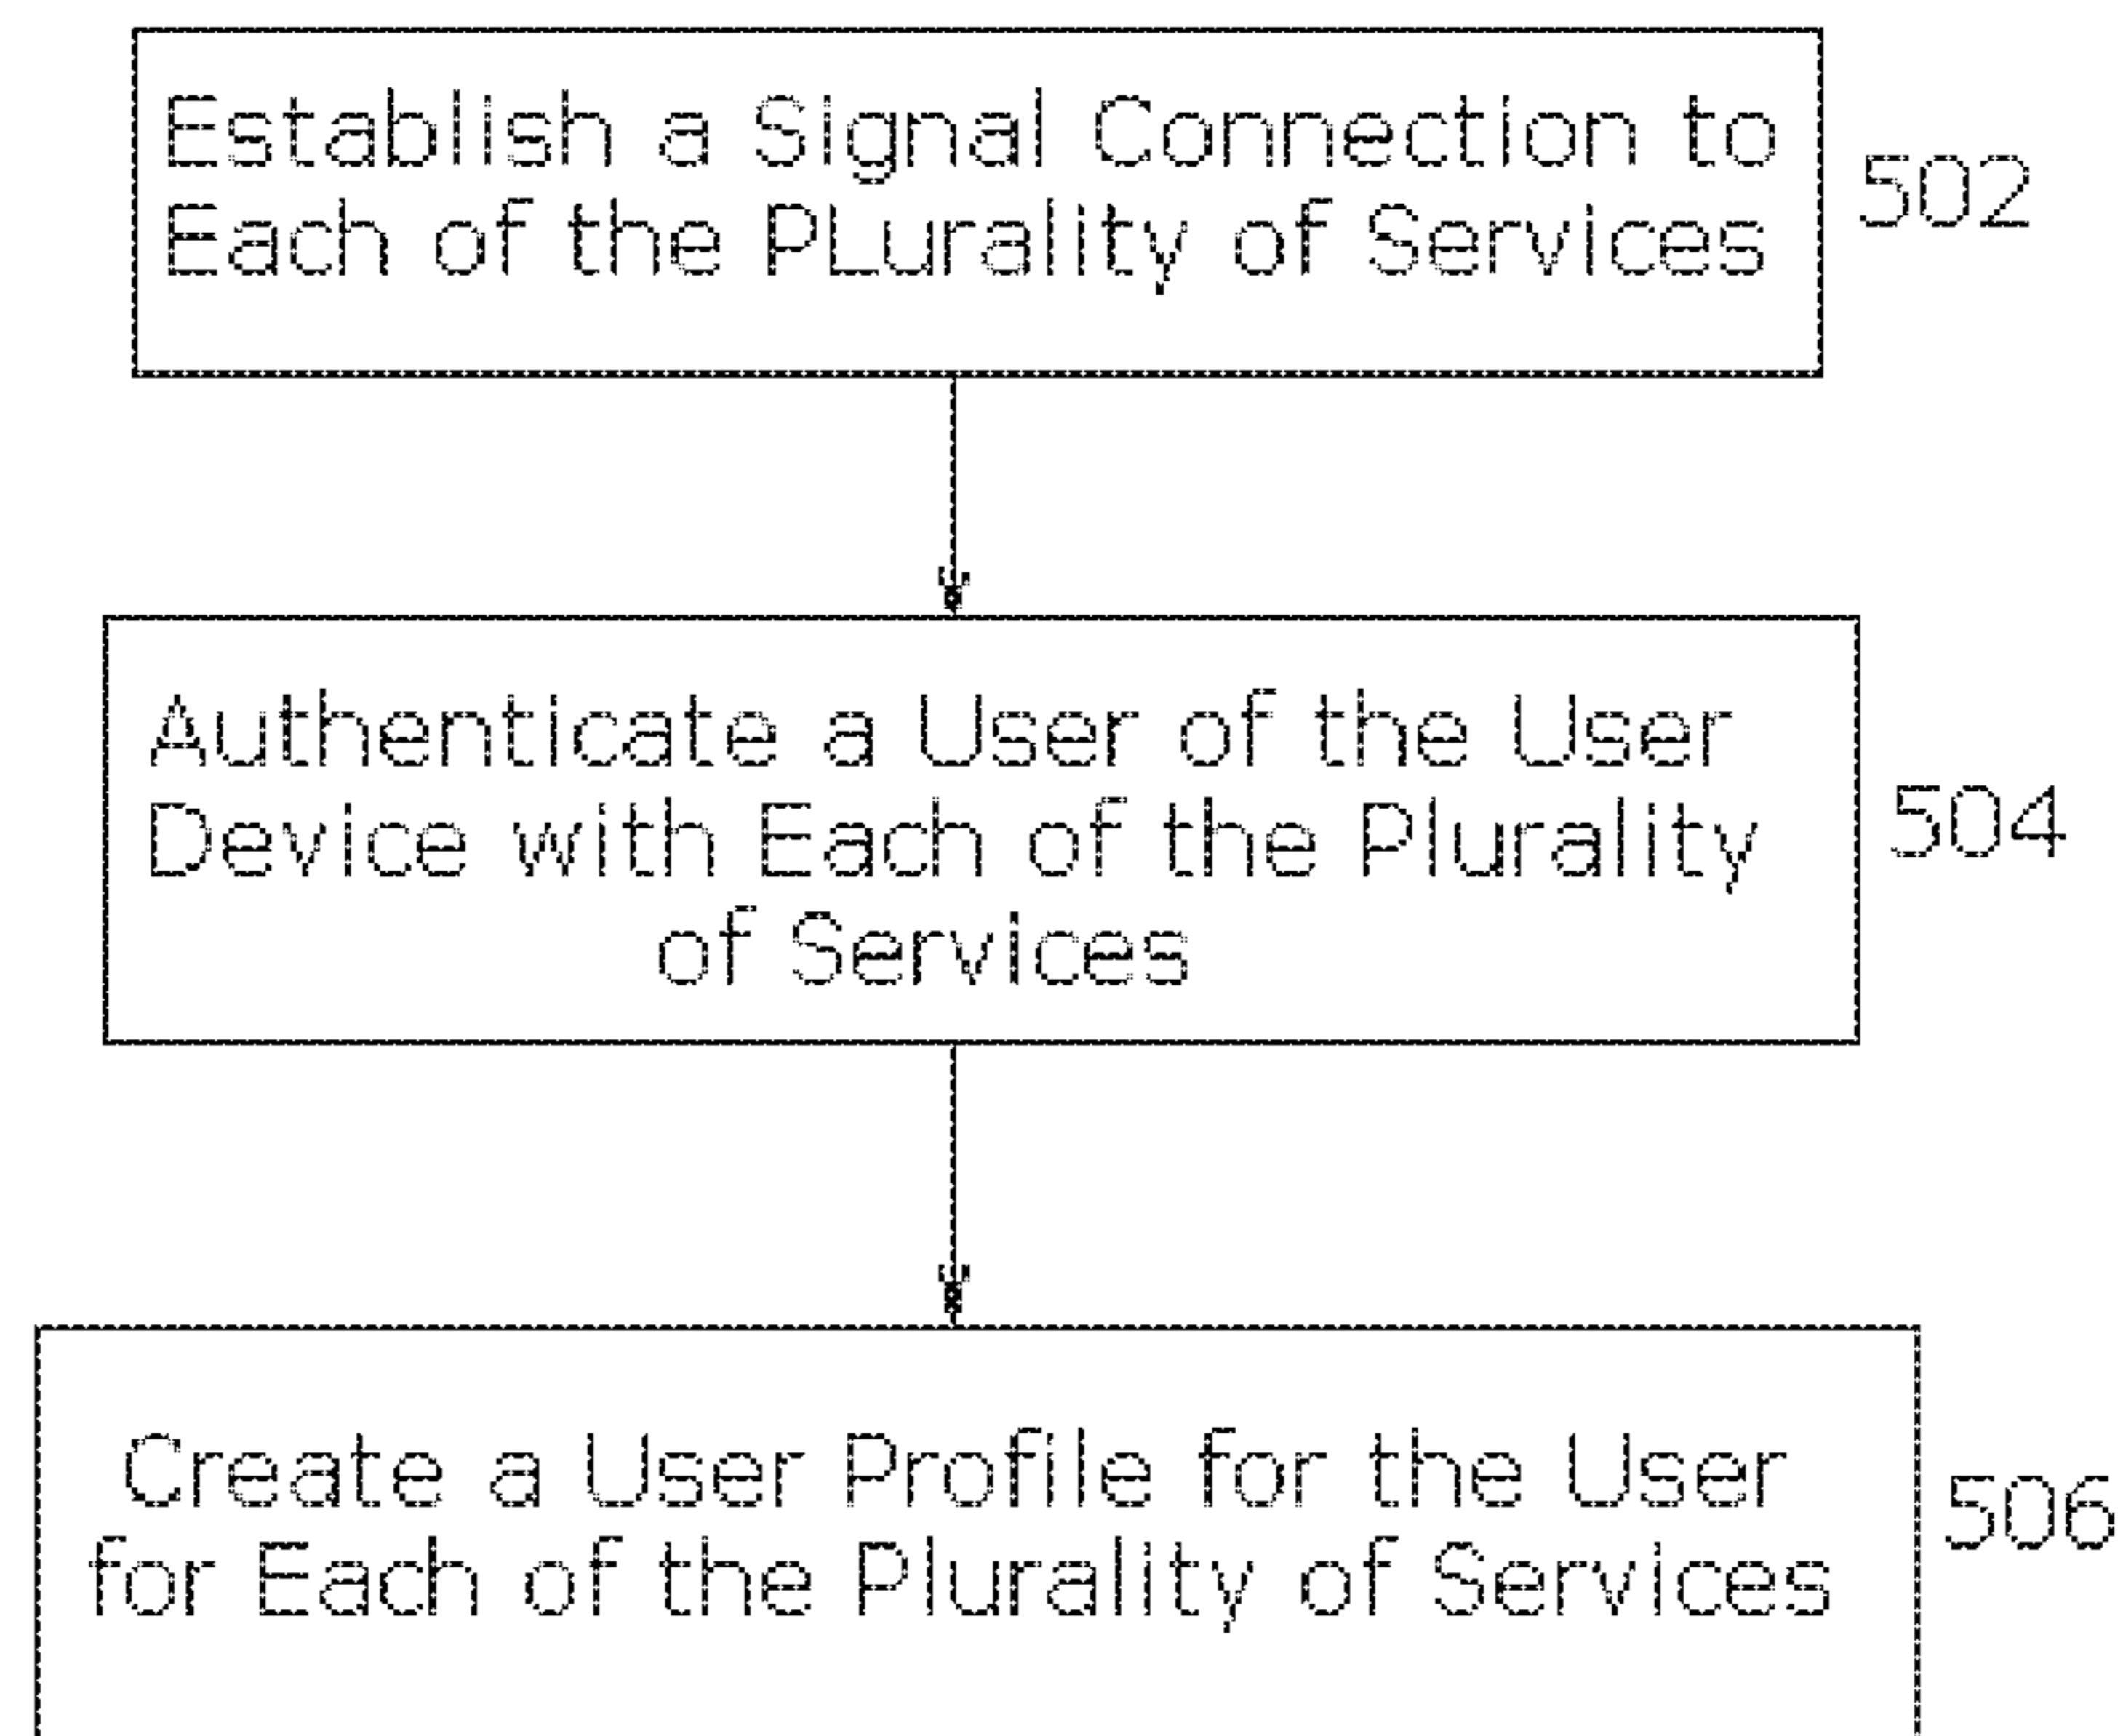 Establish a Signal Connection to
Each of the PLurality of Services
502
Authenticate a User of the User
Device with Each of the Plurality
of Services
504
Create a User Profile for the User
for Each of the Plurality of Services
506